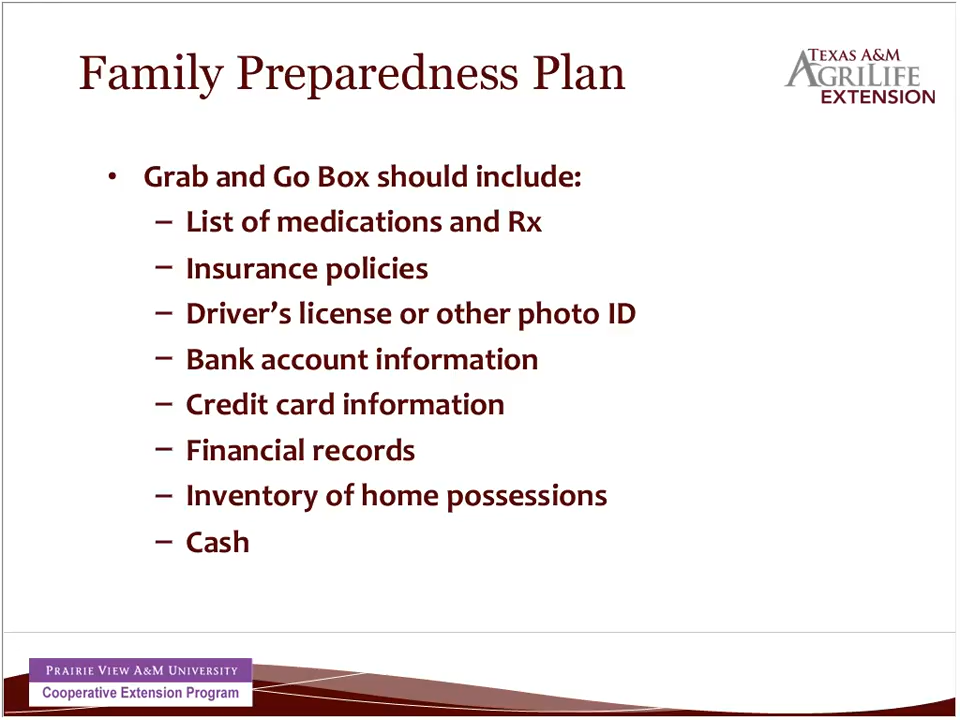 Family Preparedness Plan
TEXAS A&M
AGRILIFE
EXTENSION
• Grab and Go Box should include:
– List of medications and Rx
– Insurance policies
– Driver’s license or other photo ID
– Bank account information
– Credit card information
– Financial records
– Inventory of home possessions
– Cash
PRAIRIE VIEW A&M UNIVERSITY
Cooperative Extension Program